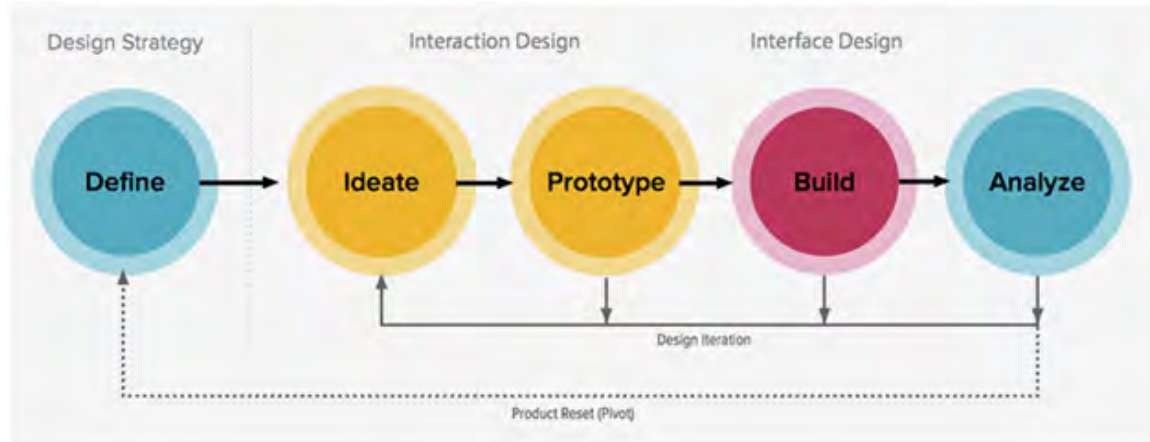 Design Strategy
Interaction Design
Interface Design
Define
Ideate
Prototype
Build
Analyze
Design Iteration
Product Reset (Pivot)